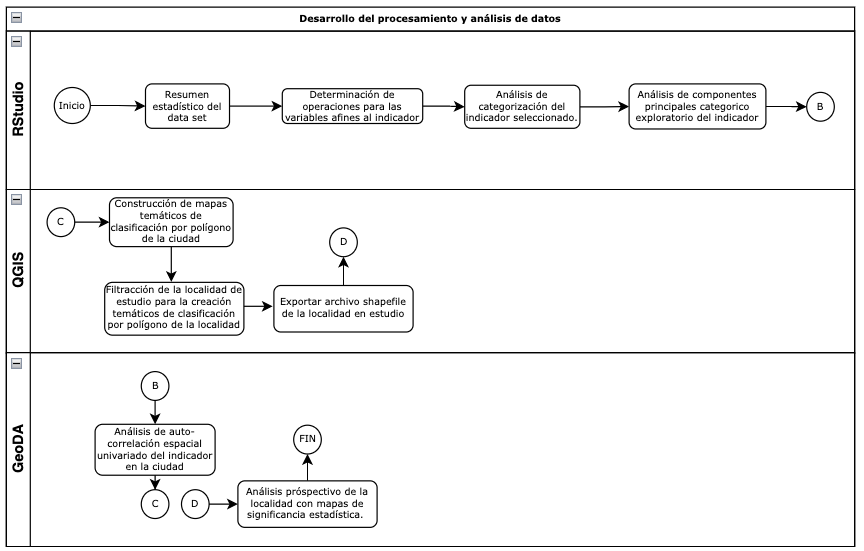 Desarrollo del procesamiento y análisis de datos
RStudio
Inicio
Resumen
estadístico del
data set
Determinación de
operaciones para las
variables afines al indicador
Análisis de
categorización del
indicador seleccionado.
Análisis de componentes
principales categorico
exploratorio del indicador
B
QGIS
C
Construcción de mapas
temáticos de
clasificación por polígono
de la ciudad
Filtracción de la localidad de
estudio para la creación
temáticos de clasificación
por polígono de la localidad
Exportar archivo shapefile
de la localidad en estudio
D
GeoDA
B
Análisis de auto-
correlación espacial
univariado del indicador
en la ciudad
C
D
Análisis próspectivo de la
localidad con mapas de
significancia estadística.
FIN